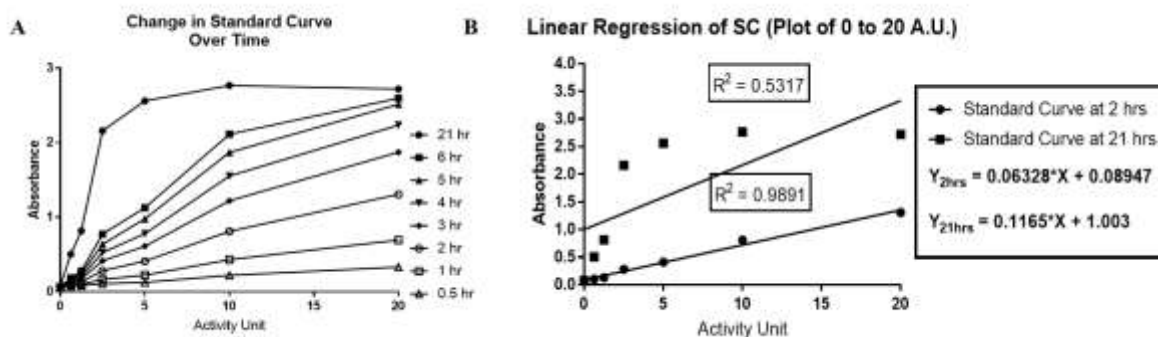 A
Change in Standard Curve
Over Time
Absorbance
3
2
1
0
0
5
10
15
20
Activity Unit
21 hr
6 hr
5 hr
4 hr
3 hr
2 hr
1 hr
0.5 hr
B
Linear Regression of SC (Plot of 0 to 20 A.U.)
Absorbance
4.0
3.5
3.0
2.5
2.0
1.5
1.0
0.5
0.0
0
5
10
15
20
Activity Unit
R² = 0.5317
R² = 0.9891
Standard Curve at 2 hrs
Standard Curve at 21 hrs
Y2hrs = 0.06328*X + 0.08947
Y21hrs = 0.1165*X + 1.003